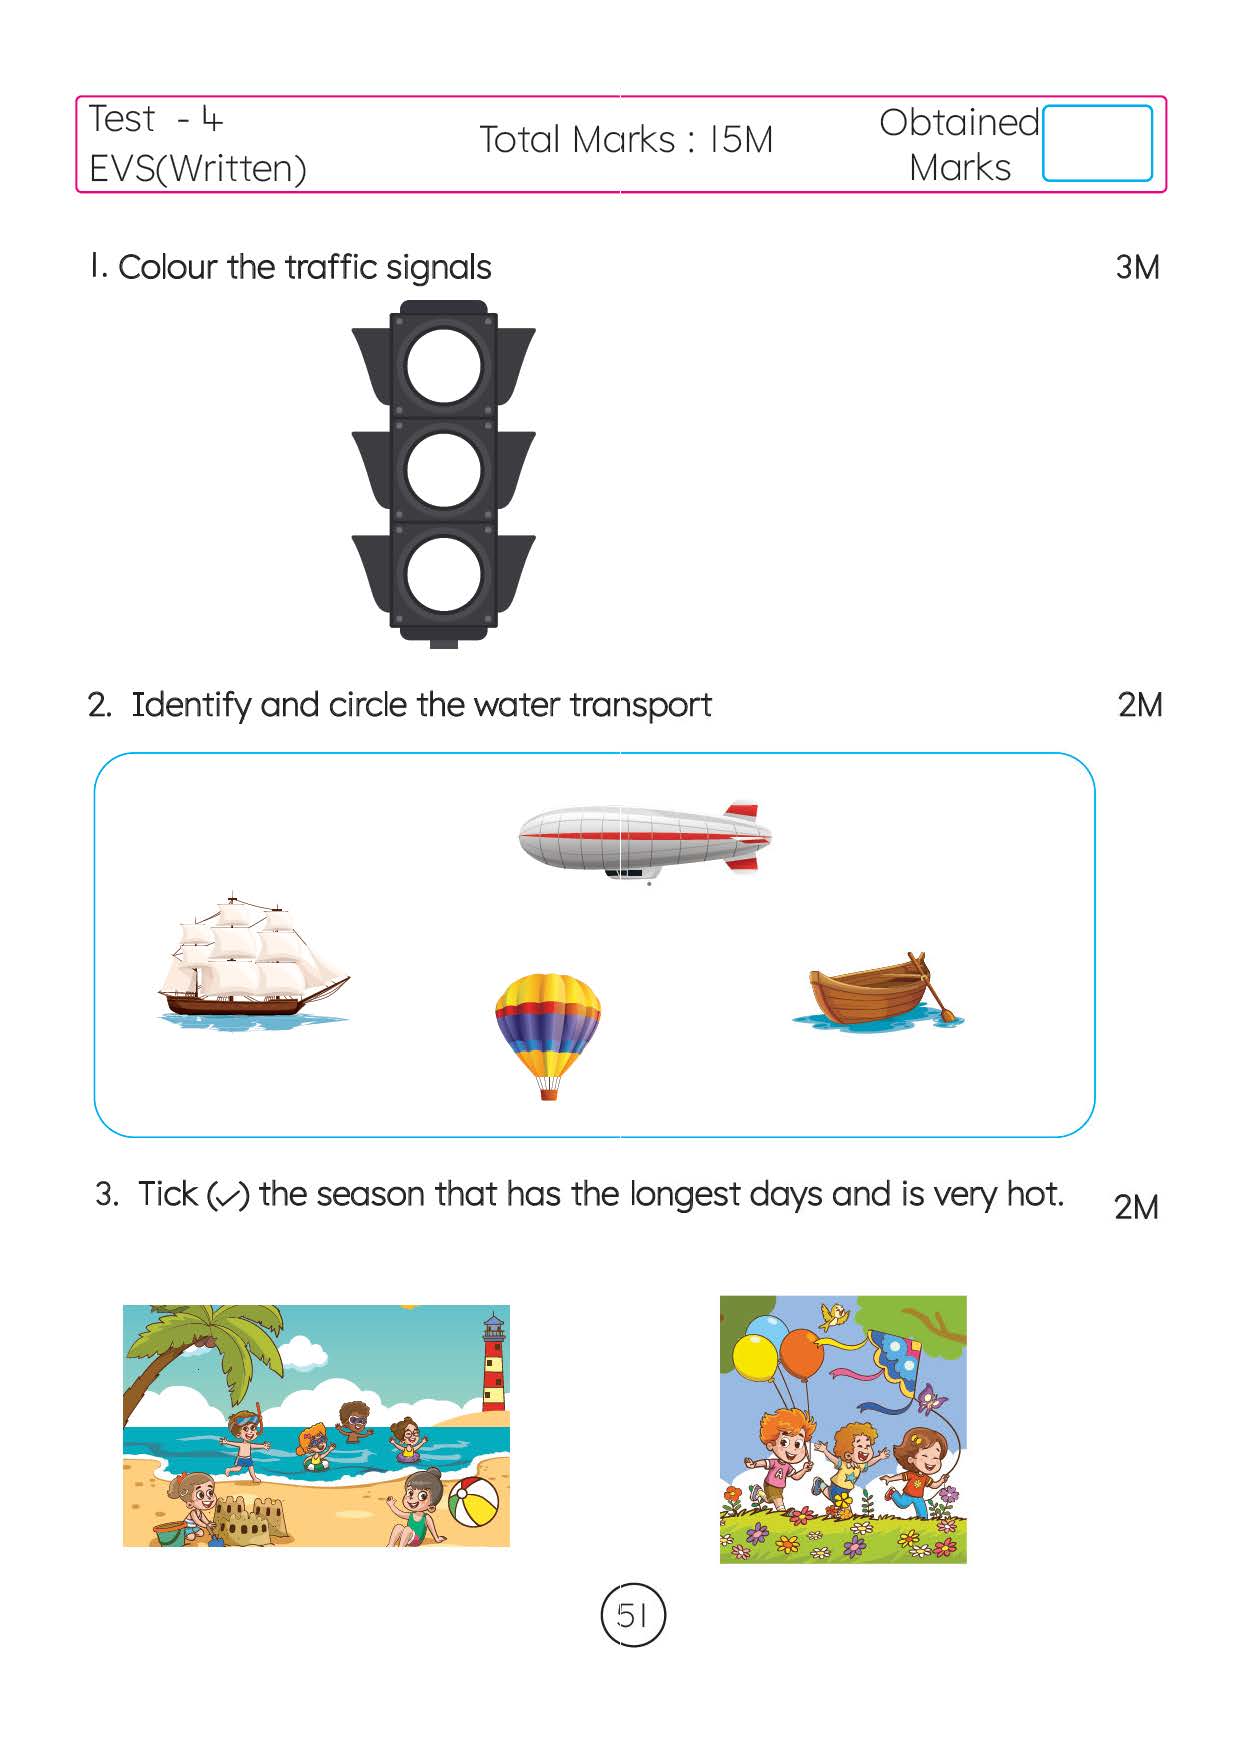 Test - 4
EVS(Written)
Total Marks : 15M
Obtained
Marks
1. Colour the traffic signals 3M
2. Identify and circle the water transport 2M
3. Tick (✓) the season that has the longest days and is very hot. 2M
A
51